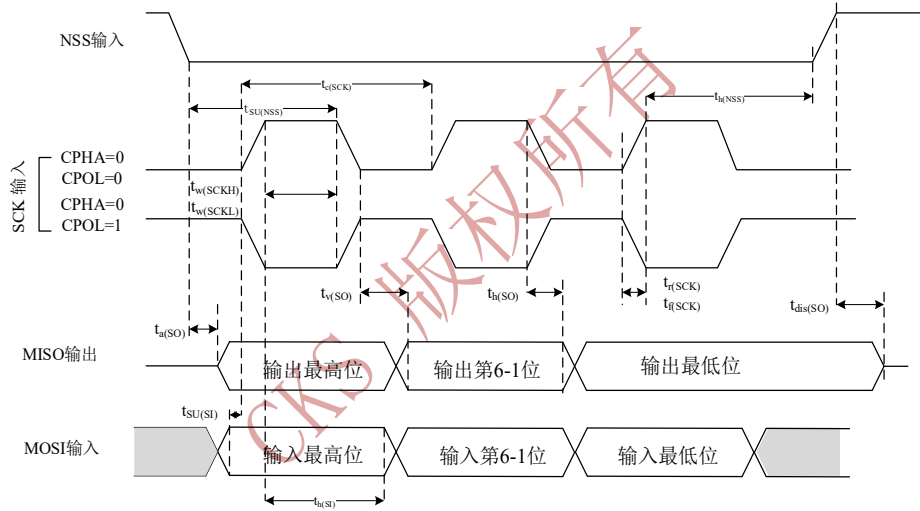 NSS输入
tc(SCK)
tSU(NSS)
th(NSS)
SCK 输入
CPHA=0
CPOL=0
CPHA=0
CPOL=1
tw(SCKH)
tw(SCKL)
tv(SO)
th(SO)
tr(SCK)
tf(SCK)
tdis(SO)
ta(SO)
MISO输出
输出最高位
输出第6-1位
输出最低位
tSU(SI)
MOSI输入
输入最高位
输入第6-1位
输入最低位
th(SI)
CKS 版权所有